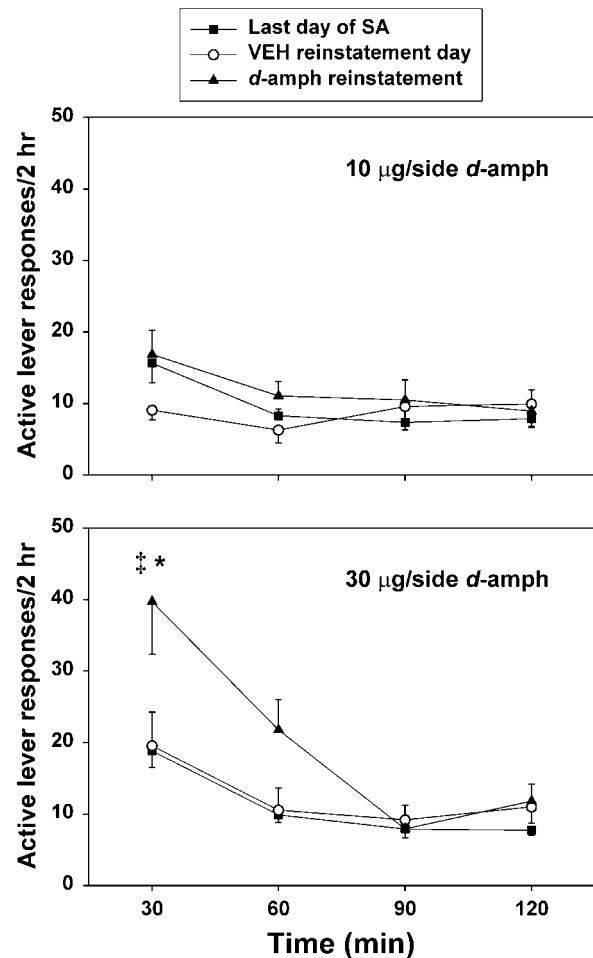 Last day of SA
VEH reinstatement day
d-amph reinstatement
50
40
30
20
10
0
Active lever responses/2 hr
10 µg/side d-amph
50
40
30
20
10
0
Active lever responses/2 hr
‡ *
30 µg/side d-amph
30 60 90 120
Time (min)